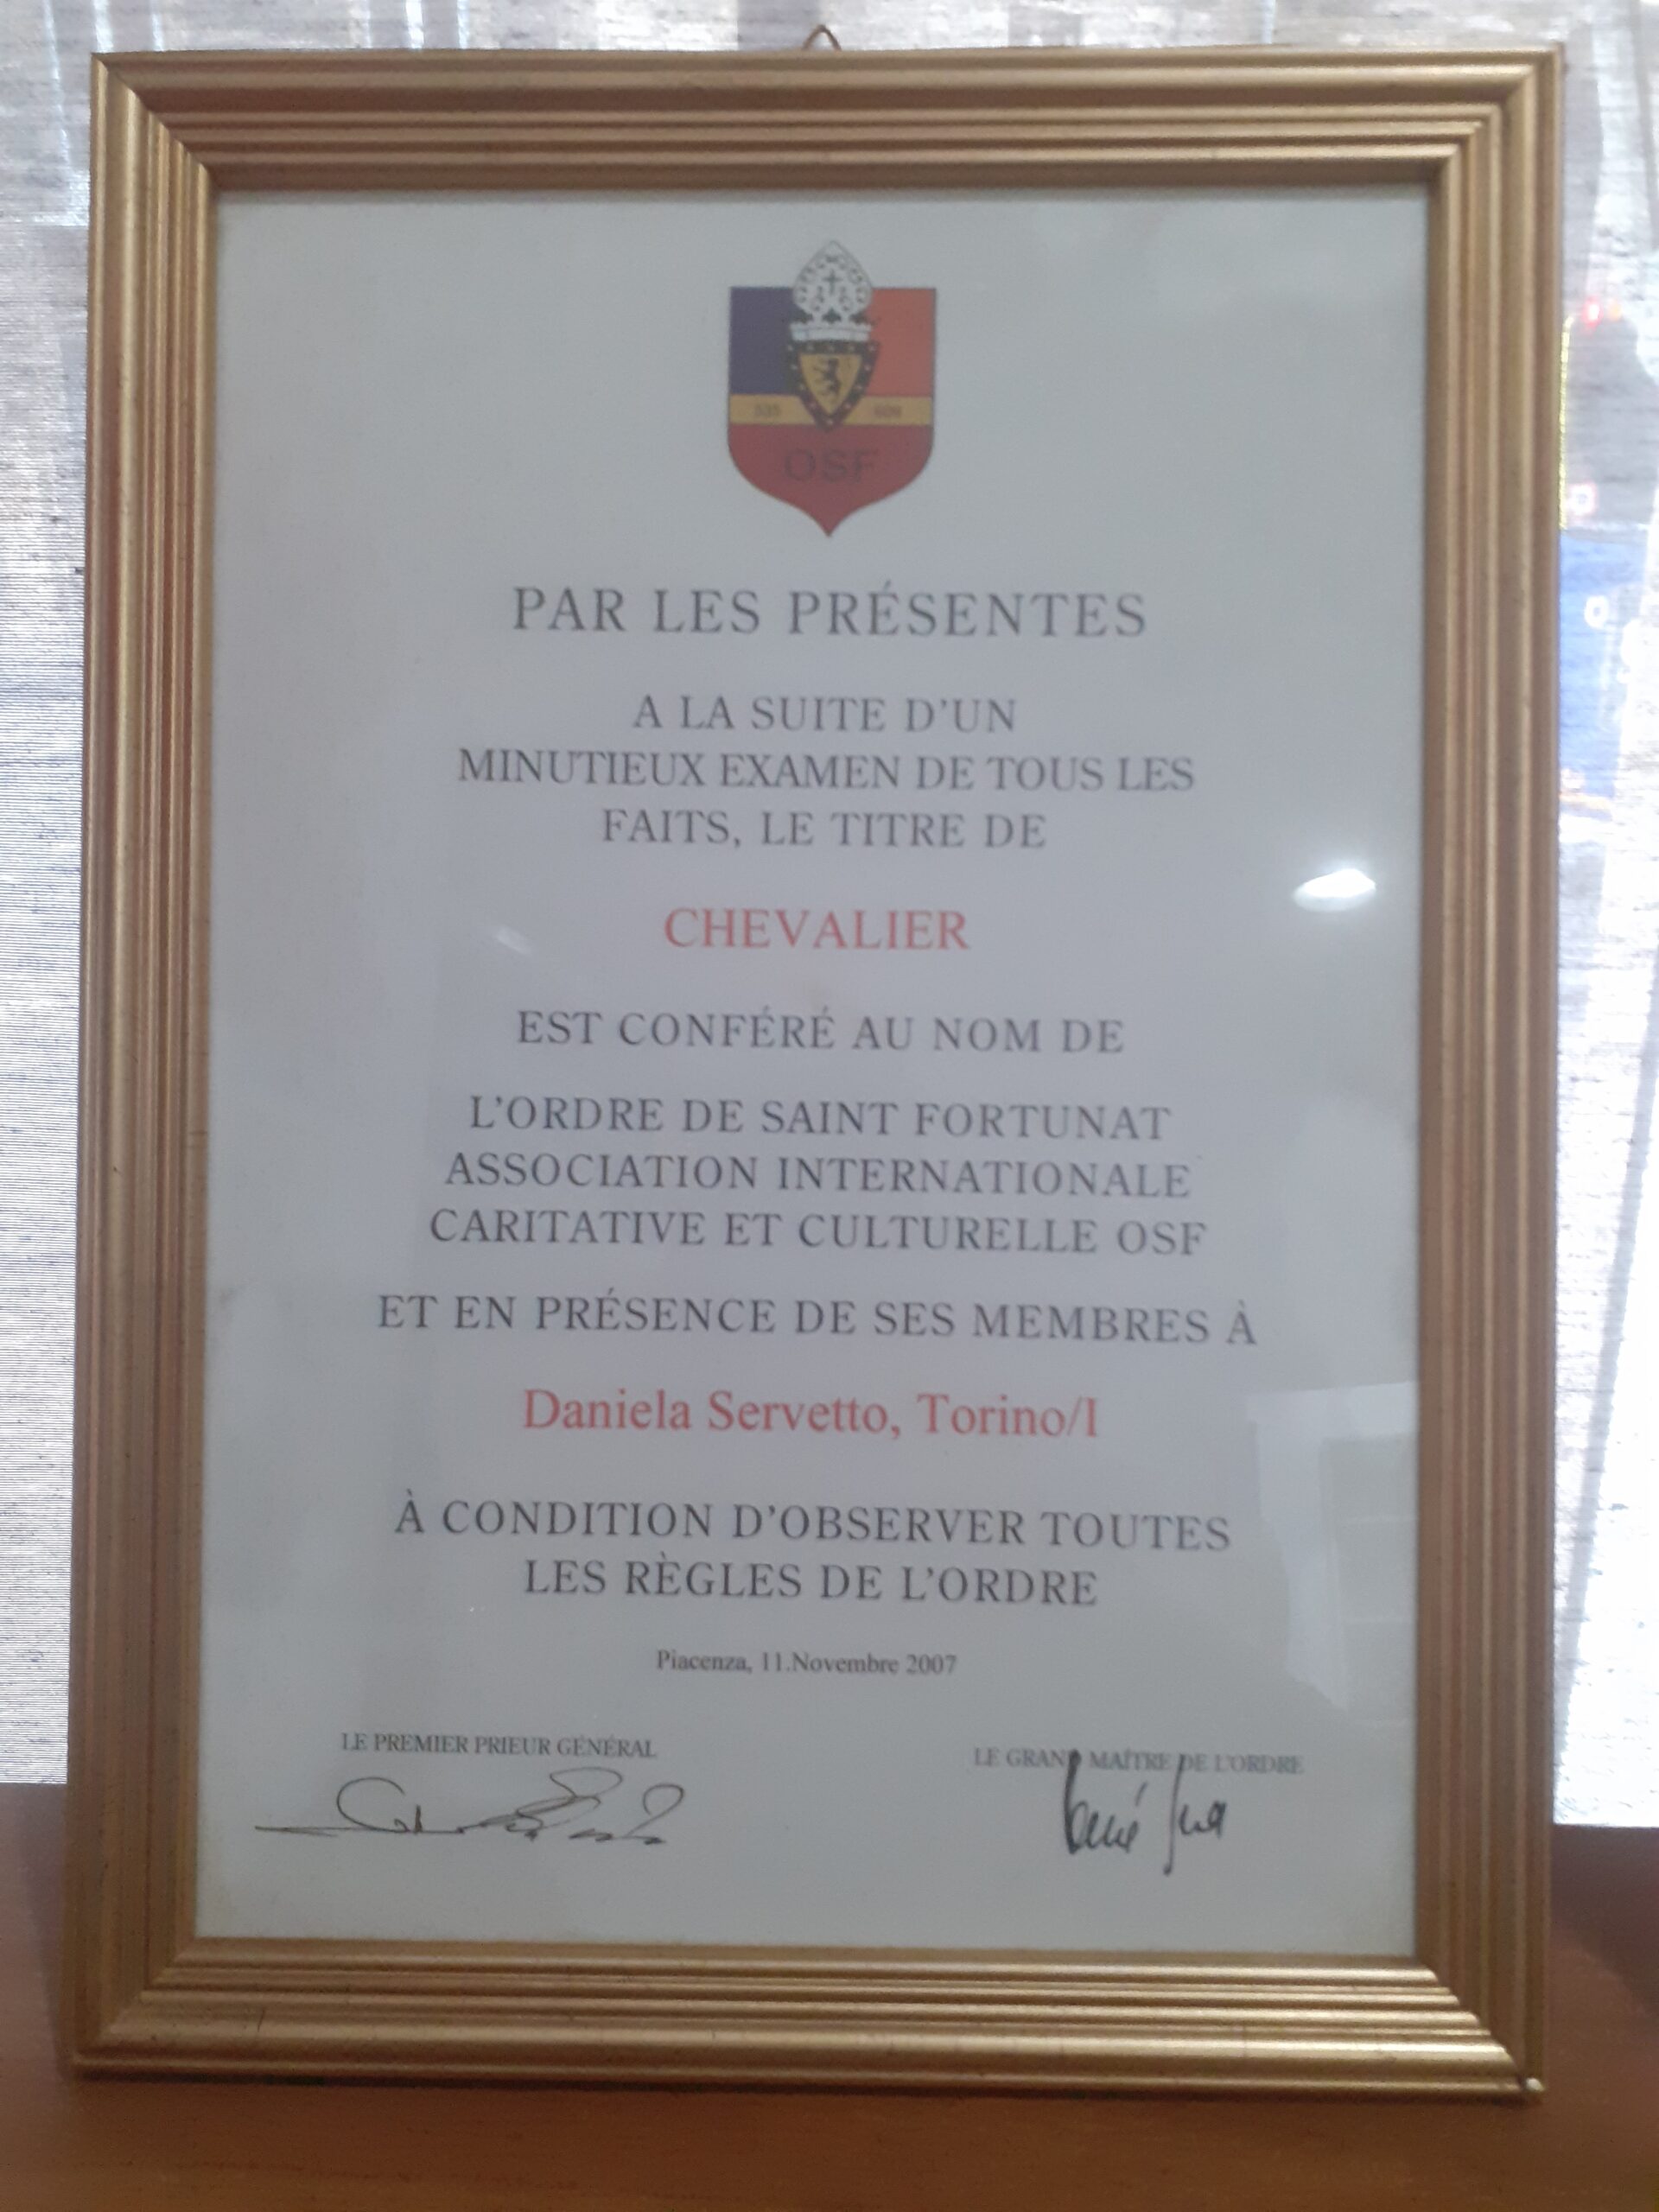 535 609
OSF
PAR LES PRÉSENTES
A LA SUITE D'UN
MINUTIEUX EXAMEN DE TOUS LES
FAITS, LE TITRE DE
CHEVALIER
EST CONFÉRÉ AU NOM DE
L'ORDRE DE SAINT FORTUNAT
ASSOCIATION INTERNATIONALE
CARITATIVE ET CULTURELLE OSF
ET EN PRÉSENCE DE SES MEMBRES À
Daniela Servetto, Torino/I
À CONDITION D'OBSERVER TOUTES
LES RÈGLES DE L'ORDRE
Piacenza, 11.Novembre 2007
LE PREMIER PRIEUR GÉNÉRAL
LE GRAND MAÎTRE DE L'ORDRE